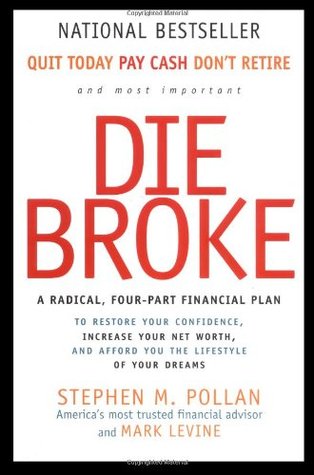 NATIONAL BESTSELLER
QUIT TODAY PAY CASH DON'T RETIRE
and most important
DIE
BROKE
A RADICAL, FOUR-PART FINANCIAL PLAN
TO RESTORE YOUR CONFIDENCE,
INCREASE YOUR NET WORTH,
AND AFFORD YOU THE LIFESTYLE
OF YOUR DREAMS
STEPHEN M. POLLAN
America's most trusted financial advisor
and MARK LEVINE